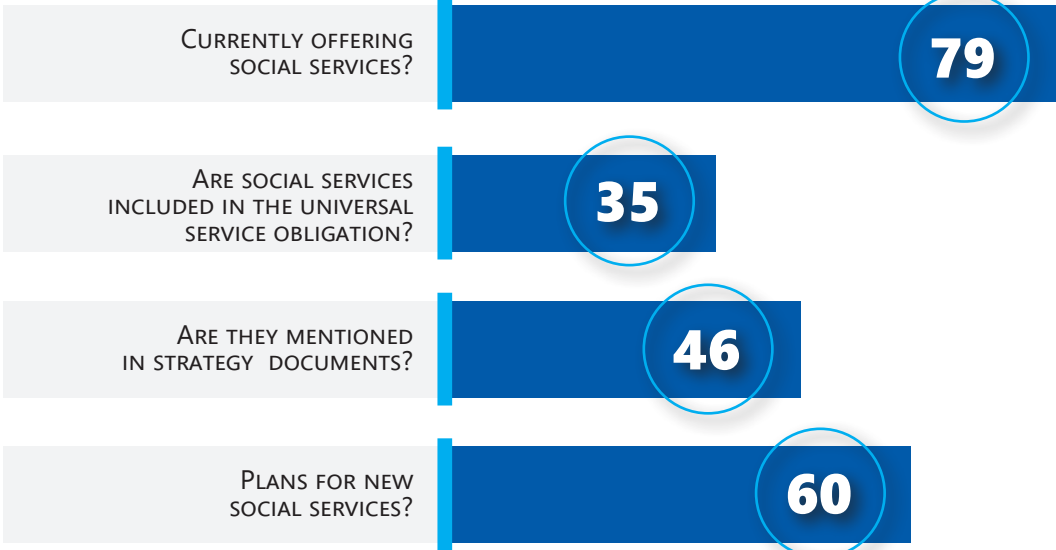 Currently offering
social services?
79
Are social services
included in the universal
service obligation?
35
Are they mentioned
in strategy documents?
46
Plans for new
social services?
60